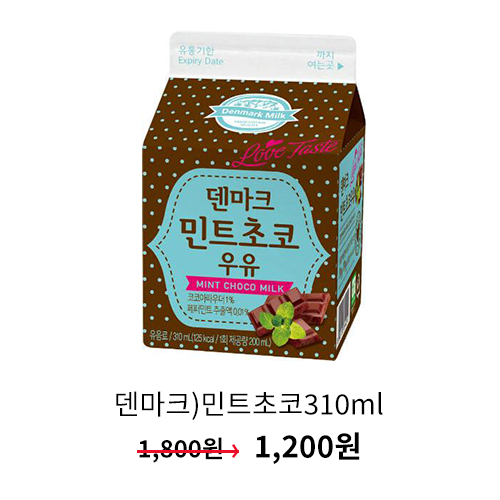 유통기한
Expiry Date
까지
여는곳 ▶
Denmark Milk
Love Taste
덴마크
민트초코
우유
MINT CHOCO MILK
코코아파우더 1%
페퍼민트 추출액 0.01%
유음료 / 310 mL(125 kcal / 1회 제공량 200 mL)
덴마크)민트초코310ml
1,800원→ 1,200원